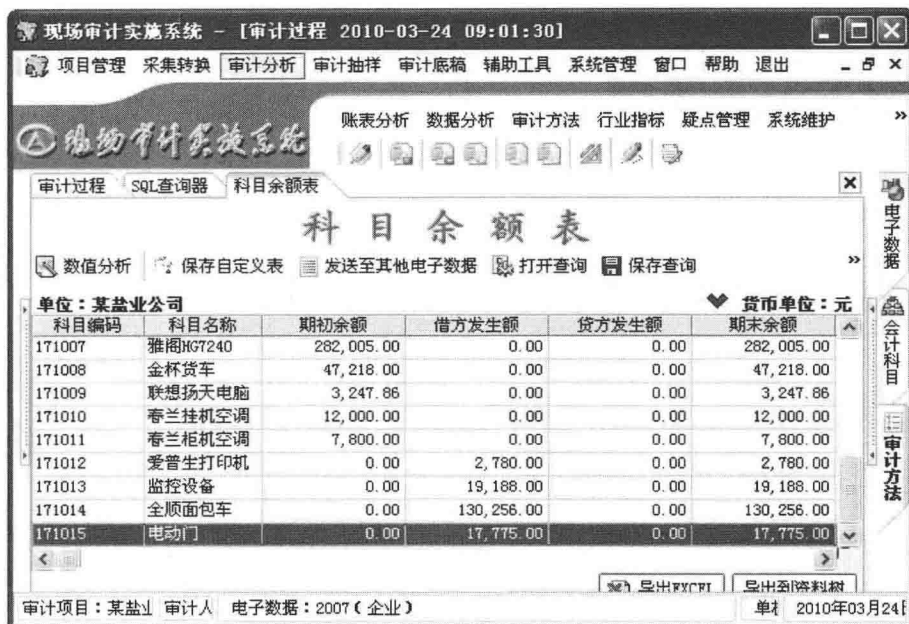 现场审计实施系统 - [审计过程 2010-03-24 09:01:30]
项目管理 采集转换 审计分析 审计抽样 审计底稿 辅助工具 系统管理 窗口 帮助 退出
现场审计实施系统
账表分析 数据分析 审计方法 行业指标 疑点管理 系统维护 »
审计过程 SQL查询器 科目余额表
科目余额表
数值分析 保存自定义表 发送至其他电子数据 打开查询 保存查询 »
单位：某盐业公司 货币单位：元
科目编码 科目名称 期初余额 借方发生额 贷方发生额 期末余额
171007 雅阁HG7240 282,005.00 0.00 0.00 282,005.00
171008 金杯货车 47,218.00 0.00 0.00 47,218.00
171009 联想扬天电脑 3,247.86 0.00 0.00 3,247.86
171010 春兰挂机空调 12,000.00 0.00 0.00 12,000.00
171011 春兰柜机空调 7,800.00 0.00 0.00 7,800.00
171012 爱普生打印机 0.00 2,780.00 0.00 2,780.00
171013 监控设备 0.00 19,188.00 0.00 19,188.00
171014 全顺面包车 0.00 130,256.00 0.00 130,256.00
171015 电动门 0.00 17,775.00 0.00 17,775.00
导出EXCEL 导出到资料树
电子数据
会计科目
审计方法
审计项目：某盐业 审计人 电子数据：2007（企业） 单 2010年03月24